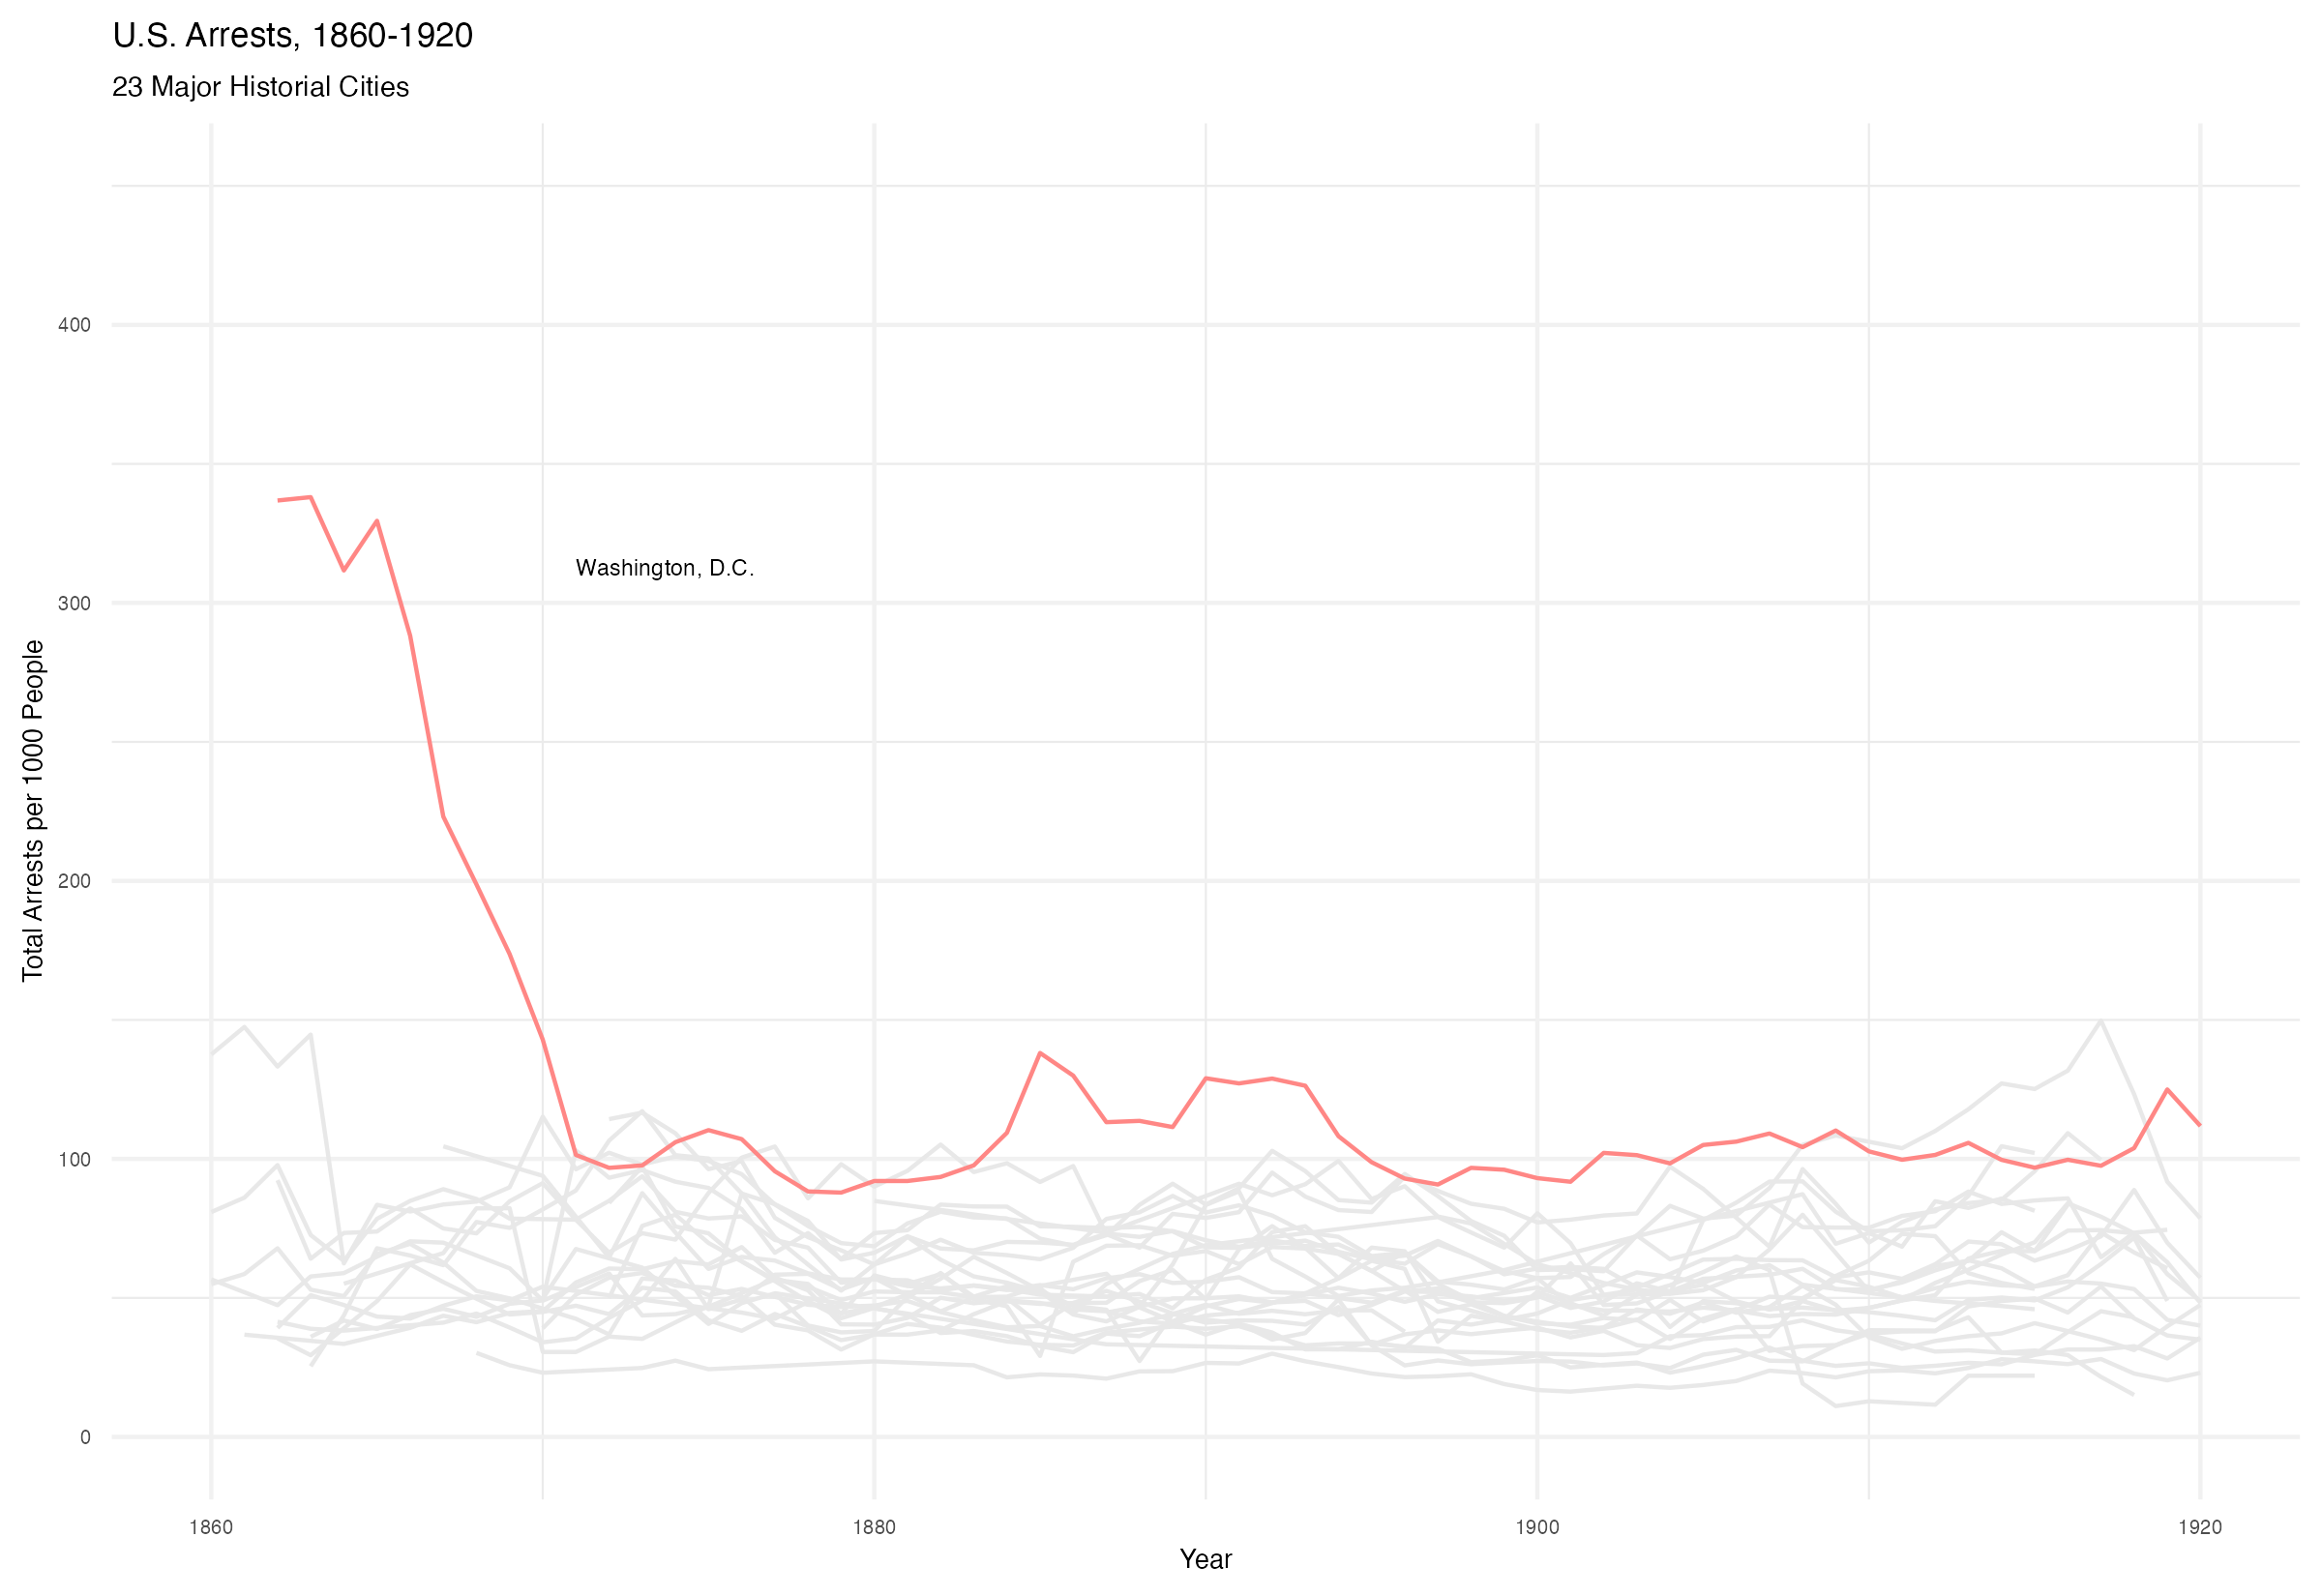 U.S. Arrests, 1860-1920
23 Major Historial Cities
Total Arrests per 1000 People
400
300
200
100
0
Washington, D.C.
1860
1880
1900
1920
Year